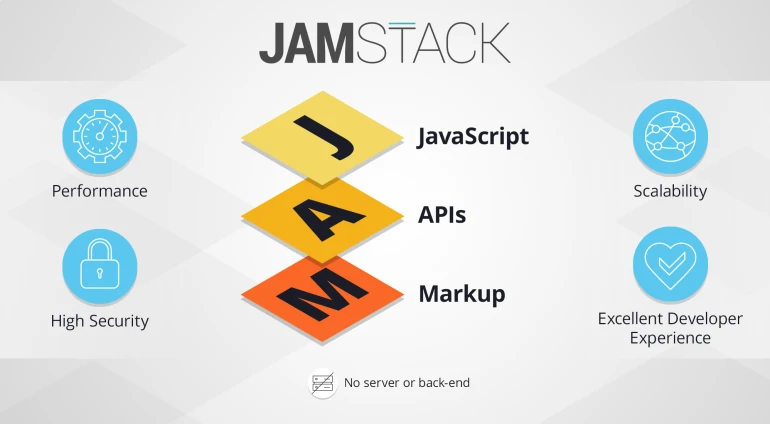 JAMSTACK
J
JavaScript
A
APIs
M
Markup
Performance
High Security
Scalability
Excellent Developer
Experience
No server or back-end